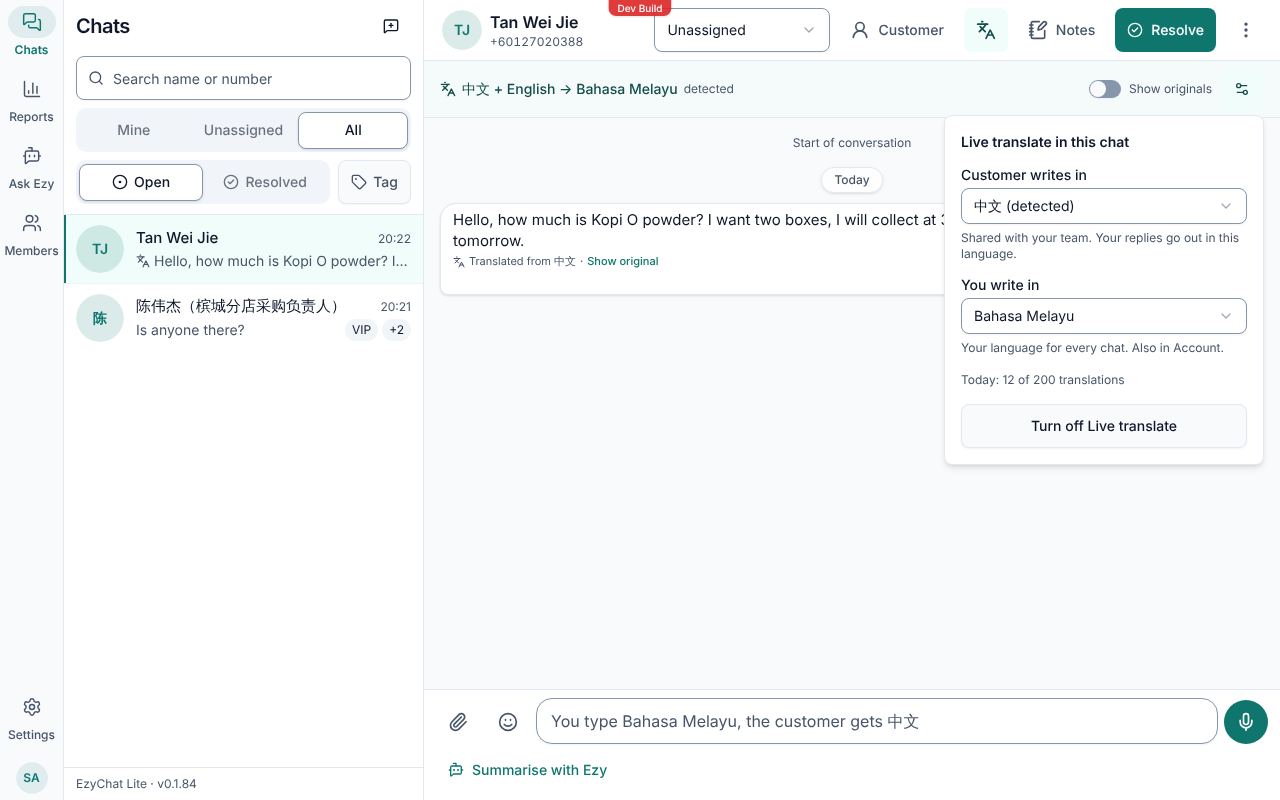 Dev Build
Chats
Chats
Reports
Ask Ezy
Members
Settings
SA
Search name or number
Mine
Unassigned
All
Open
Resolved
Tag
TJ
Tan Wei Jie
20:22
Hello, how much is Kopi O powder? I...
陈
陈伟杰（槟城分店采购负责人）
20:21
Is anyone there?
VIP
+2
EzyChat Lite · v0.1.84
TJ
Tan Wei Jie
+60127020388
Unassigned
Customer
Notes
Resolve
中文 + English → Bahasa Melayu detected
Show originals
Start of conversation
Today
Hello, how much is Kopi O powder? I want two boxes, I will collect at
tomorrow.
Translated from 中文 · Show original
Live translate in this chat
Customer writes in
中文 (detected)
Shared with your team. Your replies go out in this
language.
You write in
Bahasa Melayu
Your language for every chat. Also in Account.
Today: 12 of 200 translations
Turn off Live translate
You type Bahasa Melayu, the customer gets 中文
Summarise with Ezy